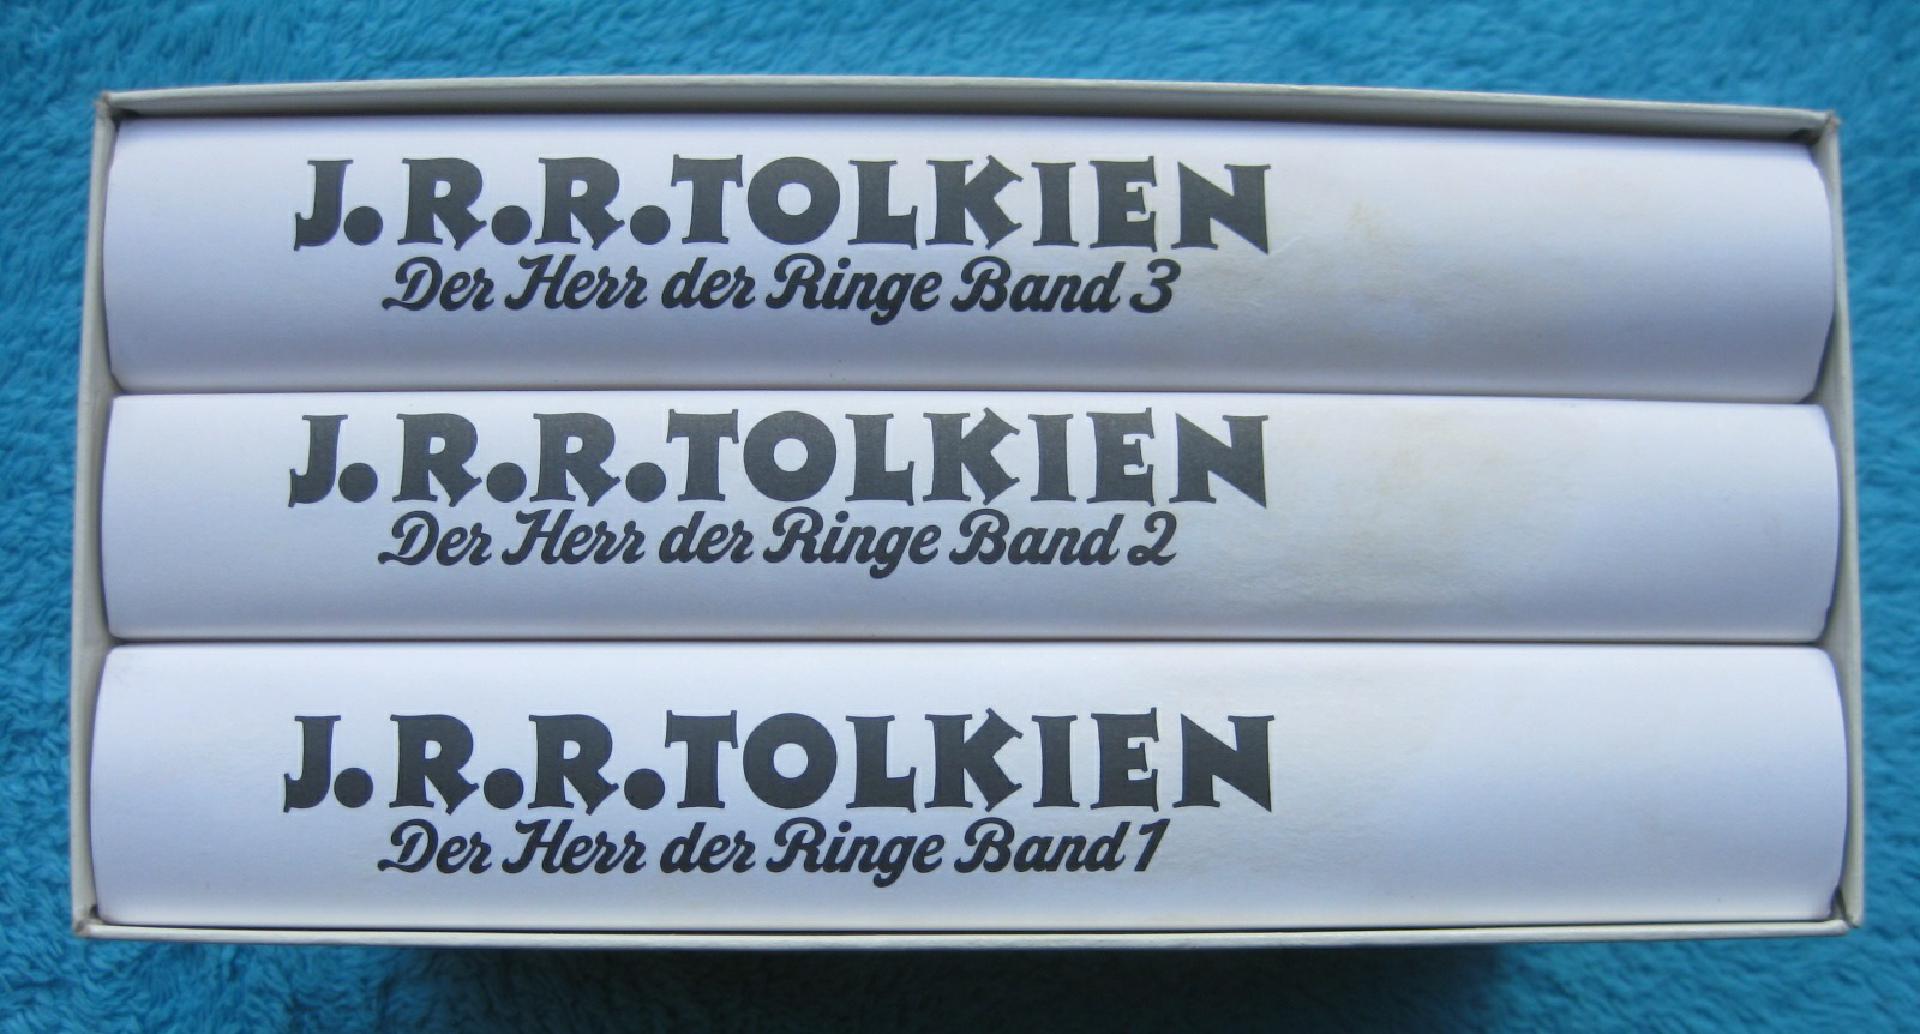 J.R.R.TOLKIEN
Der Herr der Ringe Band 3
J.R.R.TOLKIEN
Der Herr der Ringe Band 2
J.R.R.TOLKIEN
Der Herr der Ringe Band 1